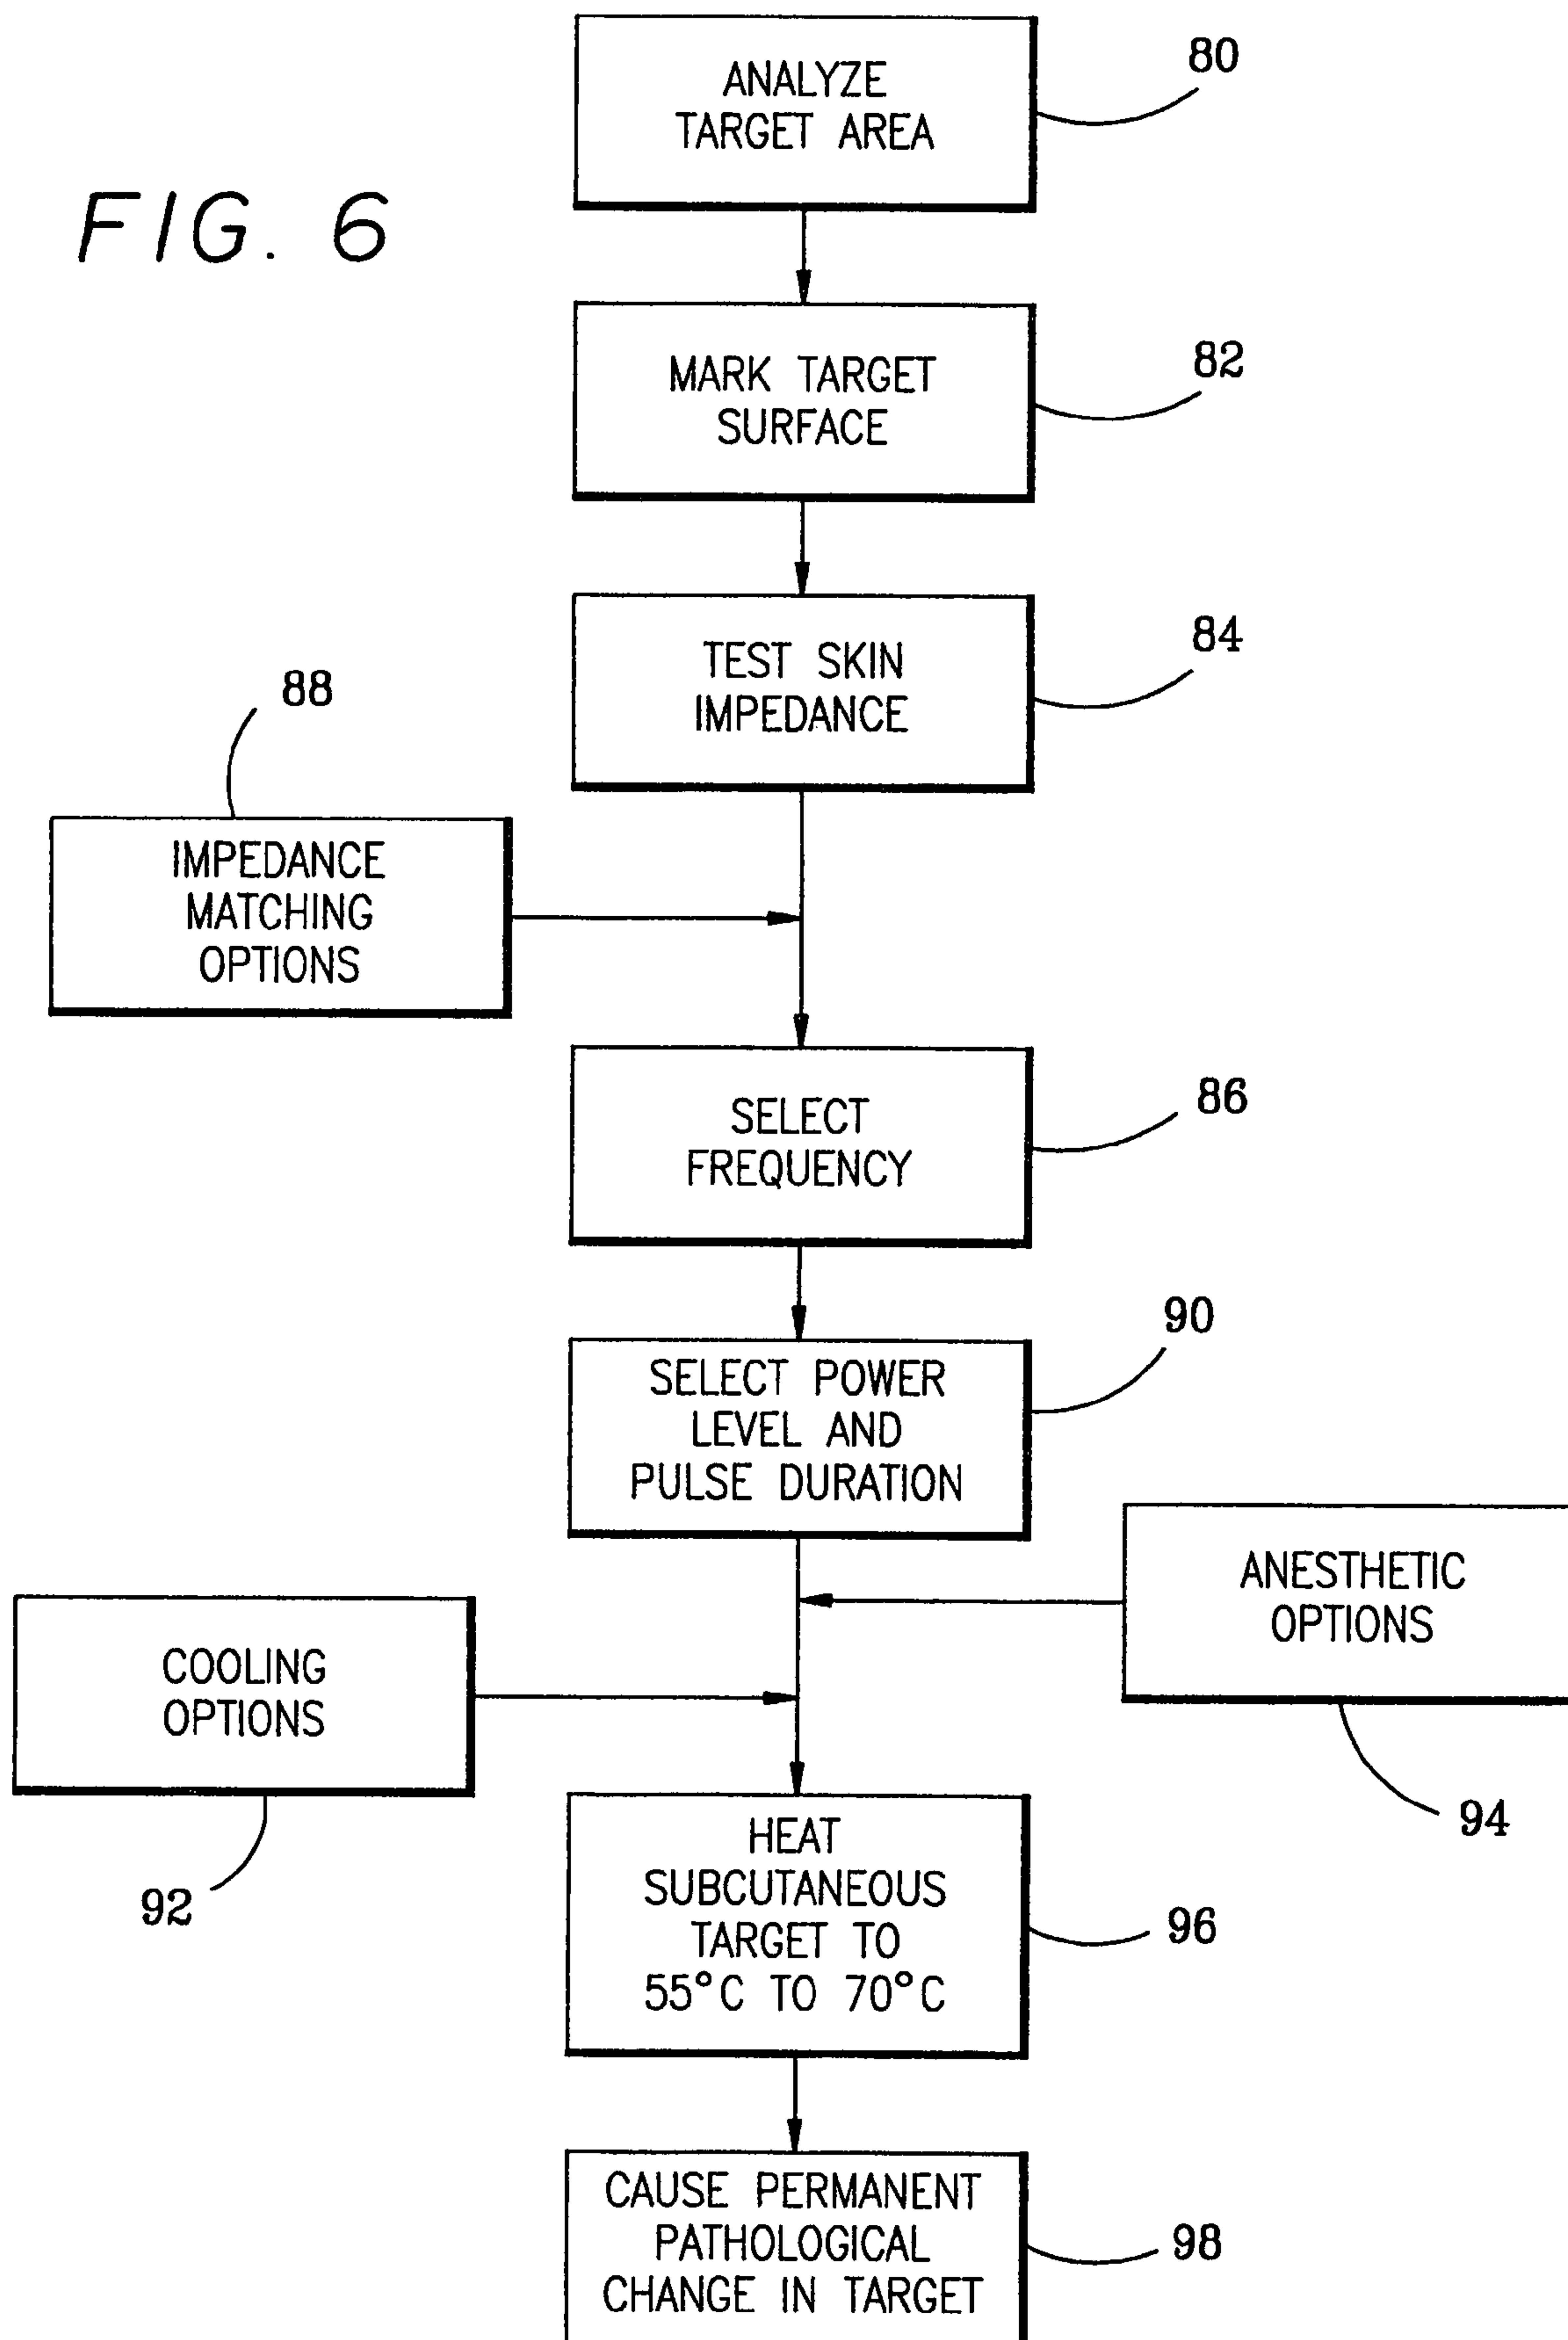 FIG. 6
ANALYZE
TARGET AREA
80
MARK TARGET
SURFACE
82
TEST SKIN
IMPEDANCE
84
88
IMPEDANCE
MATCHING
OPTIONS
SELECT
FREQUENCY
86
SELECT POWER
LEVEL AND
PULSE DURATION
90
ANESTHETIC
OPTIONS
94
COOLING
OPTIONS
92
HEAT
SUBCUTANEOUS
TARGET TO
55°C TO 70°C
96
CAUSE PERMANENT
PATHOLOGICAL
CHANGE IN TARGET
98